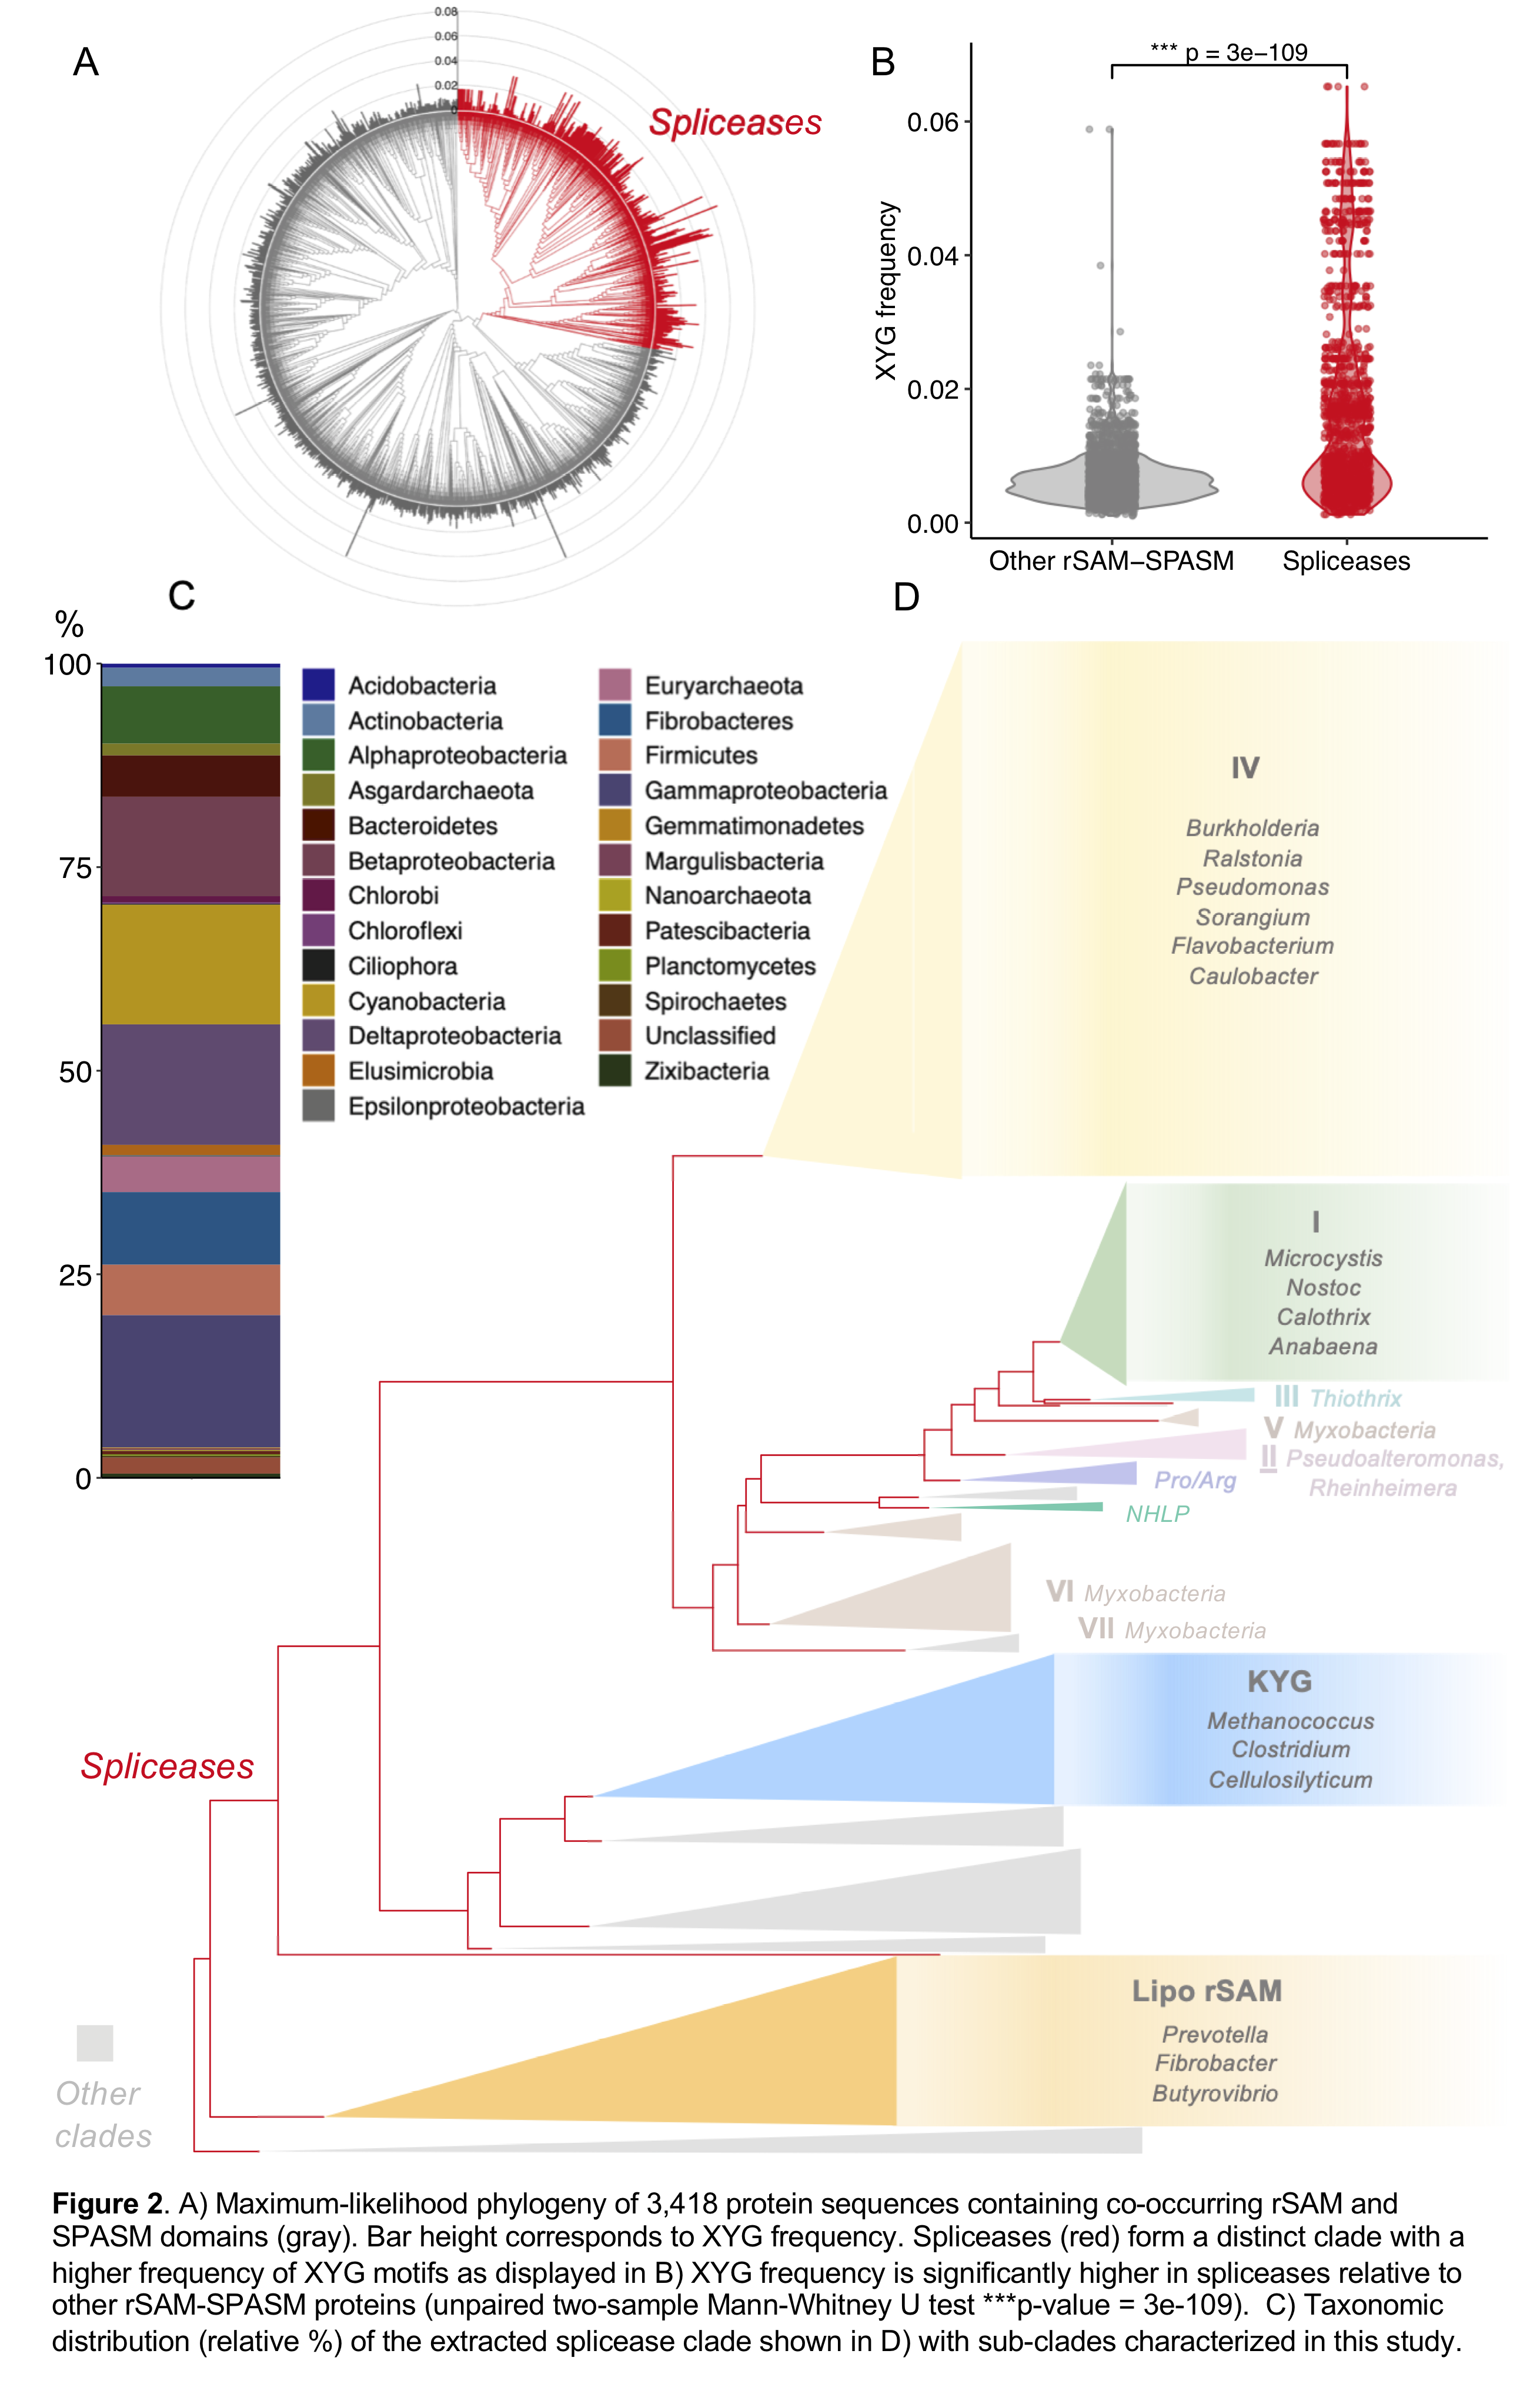 A
0.08
0.06
0.04
0.02
0
Spliceases
B
*** p = 3e−109
XYG frequency
0.06
0.04
0.02
0.00
Other rSAM−SPASM
Spliceases
C
%
100
75
50
25
0
Acidobacteria
Actinobacteria
Alphaproteobacteria
Asgardarchaeota
Bacteroidetes
Betaproteobacteria
Chlorobi
Chloroflexi
Ciliophora
Cyanobacteria
Deltaproteobacteria
Elusimicrobia
Epsilonproteobacteria
Euryarchaeota
Fibrobacteres
Firmicutes
Gammaproteobacteria
Gemmatimonadetes
Margulisbacteria
Nanoarchaeota
Patescibacteria
Planctomycetes
Spirochaetes
Unclassified
Zixibacteria
D
IV
Burkholderia
Ralstonia
Pseudomonas
Sorangium
Flavobacterium
Caulobacter
I
Microcystis
Nostoc
Calothrix
Anabaena
III Thiothrix
V Myxobacteria
II Pseudoalteromonas,
Rheinheimera
Pro/Arg
NHLP
VI Myxobacteria
VII Myxobacteria
KYG
Methanococcus
Clostridium
Cellulosilyticum
Spliceases
Lipo rSAM
Prevotella
Fibrobacter
Butyrovibrio
Other
clades
Figure 2. A) Maximum-likelihood phylogeny of 3,418 protein sequences containing co-occurring rSAM and
SPASM domains (gray). Bar height corresponds to XYG frequency. Spliceases (red) form a distinct clade with a
higher frequency of XYG motifs as displayed in B) XYG frequency is significantly higher in spliceases relative to
other rSAM-SPASM proteins (unpaired two-sample Mann-Whitney U test ***p-value = 3e-109). C) Taxonomic
distribution (relative %) of the extracted splicease clade shown in D) with sub-clades characterized in this study.